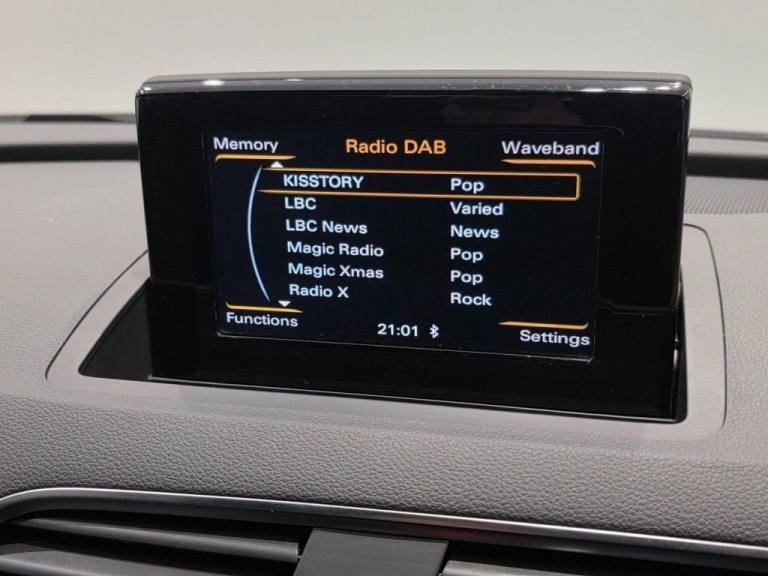 Memory Radio DAB Waveband
KISSTORY Pop
LBC Varied
LBC News News
Magic Radio Pop
Magic Xmas Pop
Radio X Rock
Functions 21:01 Settings